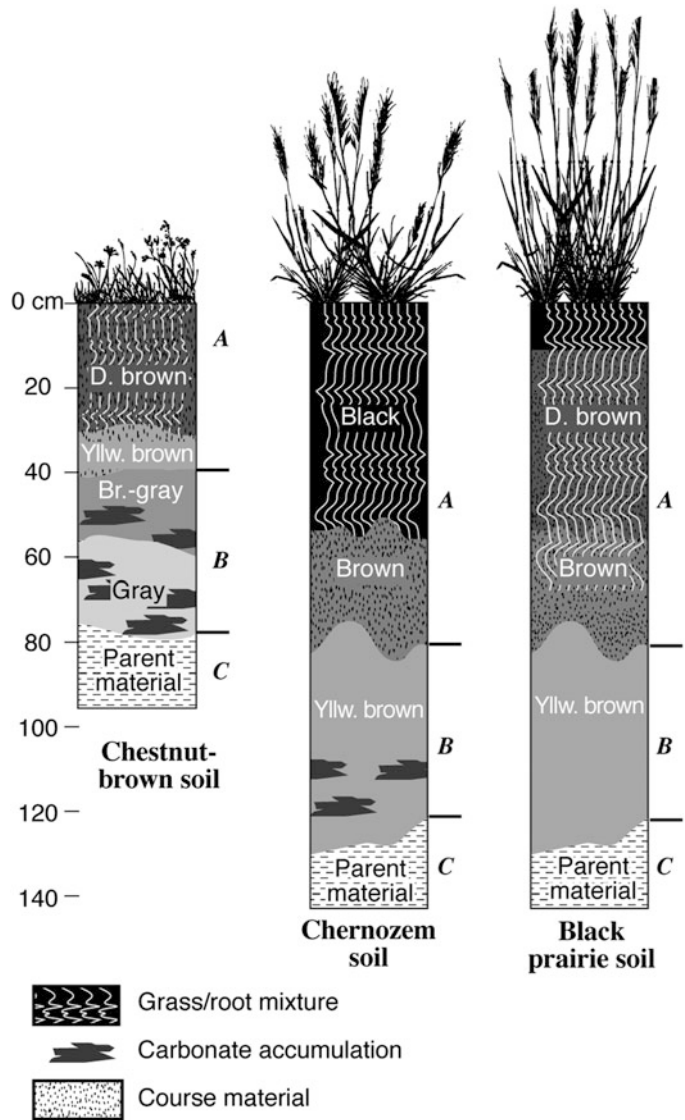 0 cm
20
40
60
80
100
120
140
A
D. brown
Yllw. brown
Br.-gray
B
Gray
Parent
material
C
Chestnut-
brown soil
Black
A
Brown
Yllw. brown
B
Parent
material
C
Chernozem
soil
D. brown
A
Brown
Yllw. brown
B
Parent
material
C
Black
prairie soil
Grass/root mixture
Carbonate accumulation
Course material